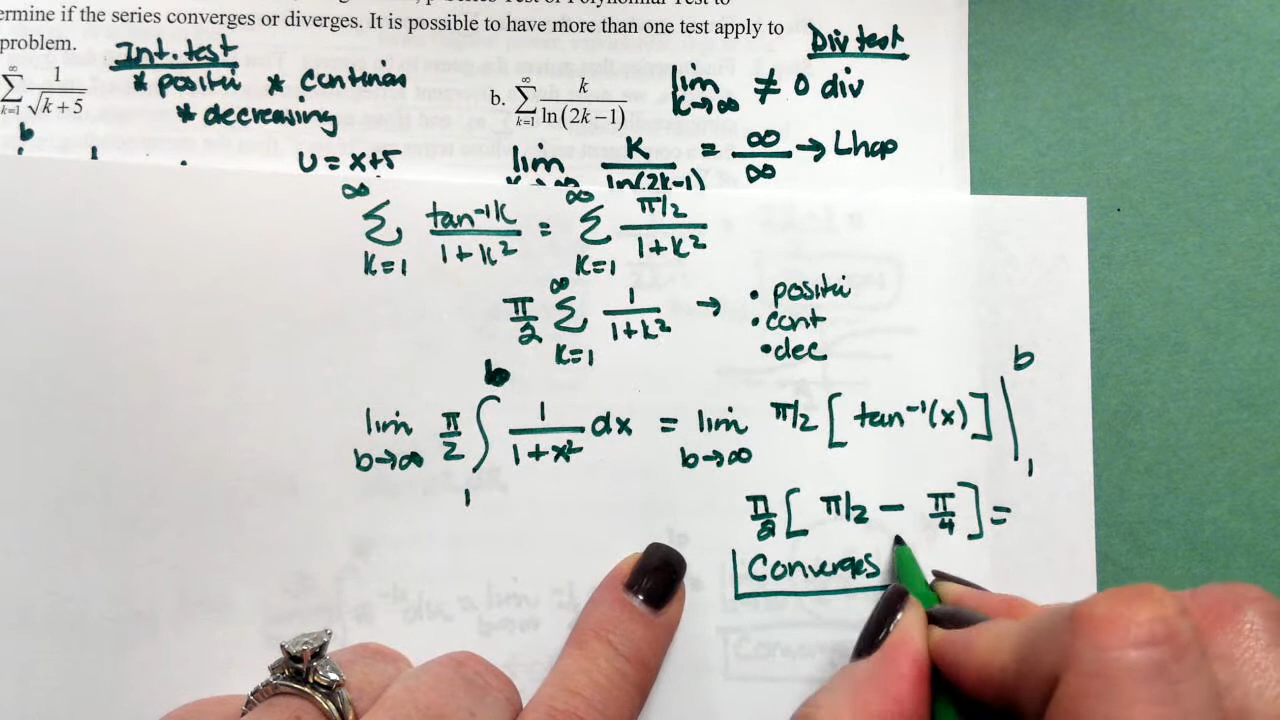 ermine if the series converges or diverges. It is possible to have more than one test apply to
problem.
Int. test
* positiv * continuous
* decreasing
∞ ∑ k=1 1/√(k+5)
b. ∞ ∑ k=1 k/ln(2k−1)
Div test
lim k→∞ ≠ 0 div
b
u = x+5
lim k/ln(2k−1) = ∞/∞ → Lhop
∞ ∑ k=1 tan⁻¹k/(1+k²) = ∞ ∑ k=1 (π/2)/(1+k²)
π/2 ∞ ∑ k=1 1/(1+k²) → • positiv
• cont
• dec
lim b→∞ π/2 ∫₁ᵇ 1/(1+x²) dx = lim b→∞ π/2 [tan⁻¹(x)] |₁ᵇ
π/2 [π/2 − π/4] =
Converges